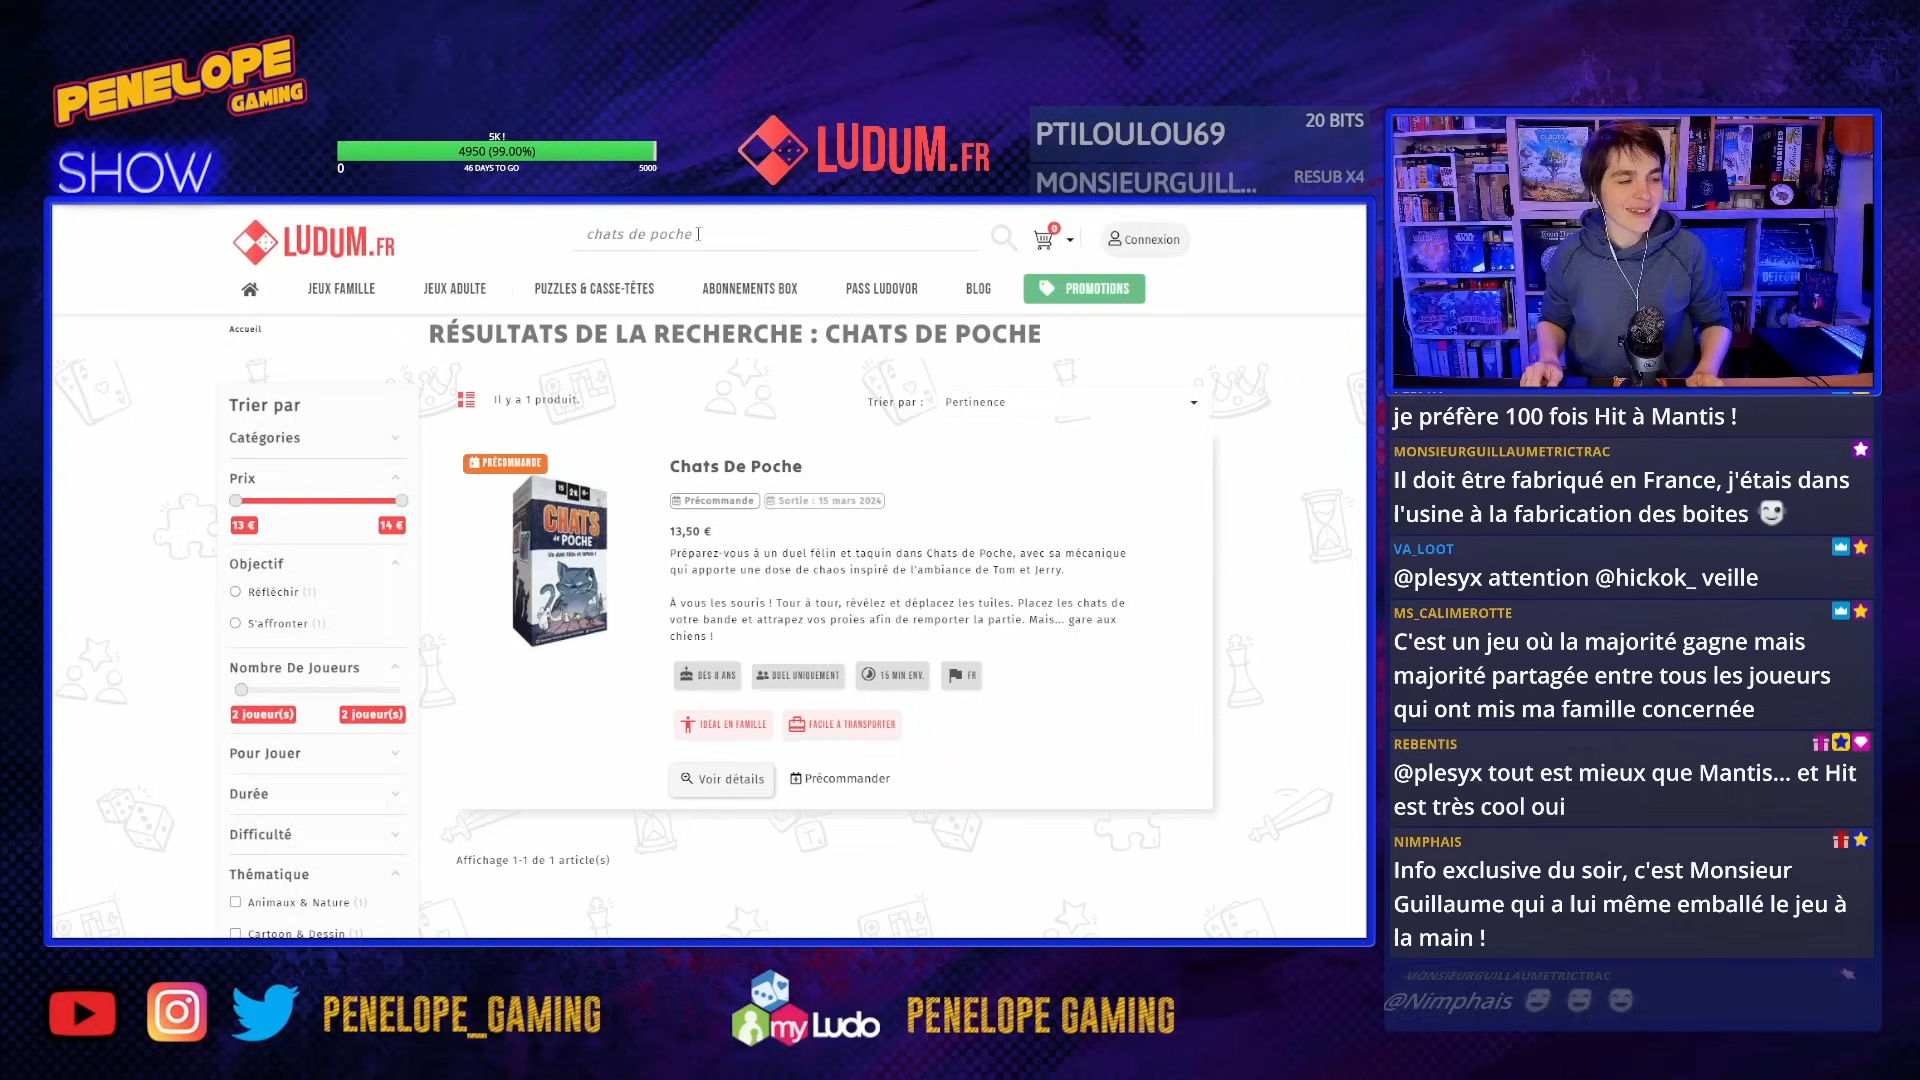 PENELOPE
GAMING
SHOW
5K !
4950 (99.00%)
0
46 DAYS TO GO
5000
LUDUM.FR
PTILOULOU69
20 BITS
MONSIEURGUILL...
RESUB X4
LUDUM.FR
chats de poche
0
Connexion
JEUX FAMILLE
JEUX ADULTE
PUZZLES & CASSE-TÊTES
ABONNEMENTS BOX
PASS LUDOVOR
BLOG
PROMOTIONS
Accueil
RÉSULTATS DE LA RECHERCHE : CHATS DE POCHE
Trier par
Catégories
Prix
13 €
14 €
Objectif
Réfléchir (1)
S'affronter (1)
Nombre De Joueurs
2 joueur(s)
2 joueur(s)
Pour Jouer
Durée
Difficulté
Thématique
Animaux & Nature (1)
Cartoon & Dessin (1)
Il y a 1 produit.
Trier par :
Pertinence
PRÉCOMMANDE
CHATS
de POCHE
Chats De Poche
Précommande
Sortie : 15 mars 2024
13,50 €
Préparez-vous à un duel félin et taquin dans Chats de Poche, avec sa mécanique
qui apporte une dose de chaos inspiré de l'ambiance de Tom et Jerry.
À vous les souris ! Tour à tour, révélez et déplacez les tuiles. Placez les chats de
votre bande et attrapez vos proies afin de remporter la partie. Mais... gare aux
chiens !
DÈS 8 ANS
DUEL UNIQUEMENT
15 MIN ENV.
FR
IDÉAL EN FAMILLE
FACILE À TRANSPORTER
Voir détails
Précommander
Affichage 1-1 de 1 article(s)
je préfère 100 fois Hit à Mantis !
MONSIEURGUILLAUMETRICTRAC
Il doit être fabriqué en France, j'étais dans
l'usine à la fabrication des boites
VA_LOOT
@plesyx attention @hickok_ veille
MS_CALIMEROTTE
C'est un jeu où la majorité gagne mais
majorité partagée entre tous les joueurs
qui ont mis ma famille concernée
REBENTIS
@plesyx tout est mieux que Mantis... et Hit
est très cool oui
NIMPHAIS
Info exclusive du soir, c'est Monsieur
Guillaume qui a lui même emballé le jeu à
la main !
MONSIEURGUILLAUMETRICTRAC
@Nimphais
PENELOPE_GAMING
myLudo
PENELOPE GAMING